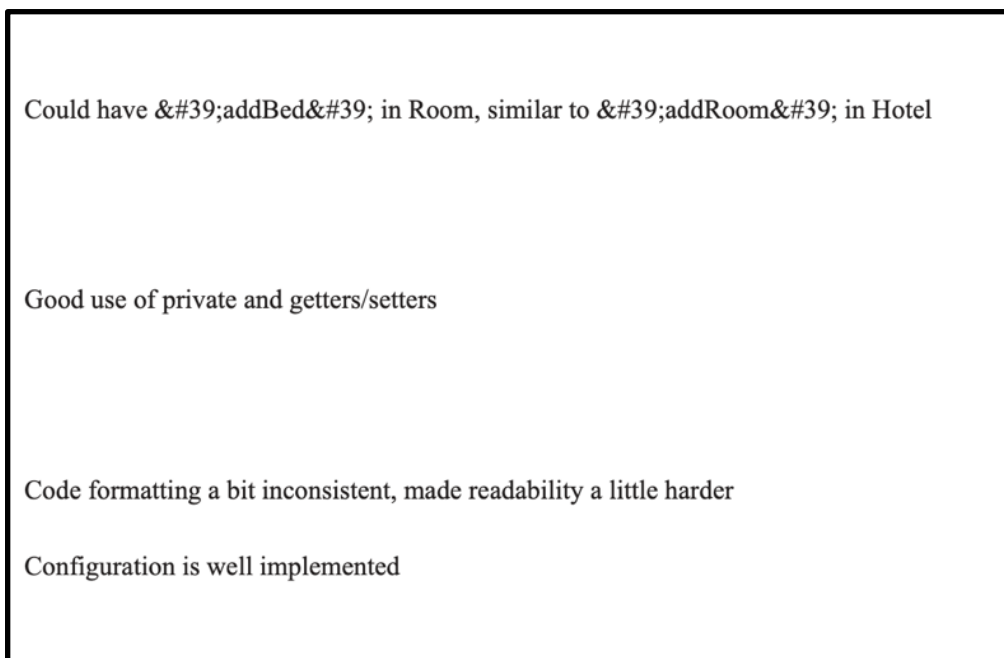 Could have &#39;addBed&#39; in Room, similar to &#39;addRoom&#39; in Hotel
Good use of private and getters/setters
Code formatting a bit inconsistent, made readability a little harder
Configuration is well implemented